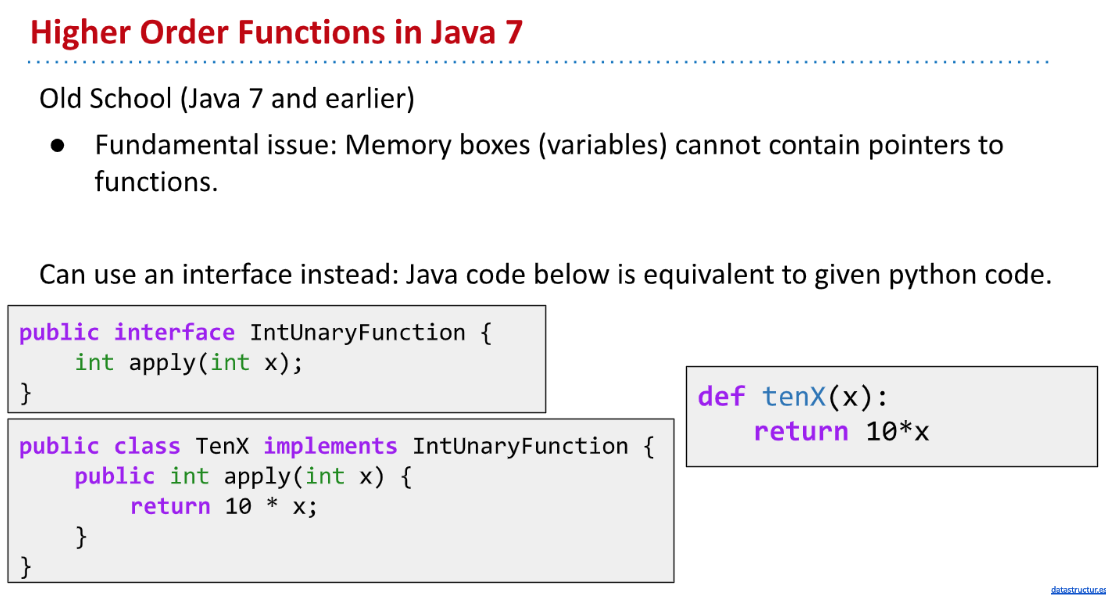 Higher Order Functions in Java 7
Old School (Java 7 and earlier)
● Fundamental issue: Memory boxes (variables) cannot contain pointers to
functions.
Can use an interface instead: Java code below is equivalent to given python code.
public interface IntUnaryFunction {
    int apply(int x);
}
public class TenX implements IntUnaryFunction {
    public int apply(int x) {
        return 10 * x;
    }
}
def tenX(x):
    return 10*x
datastructur.es